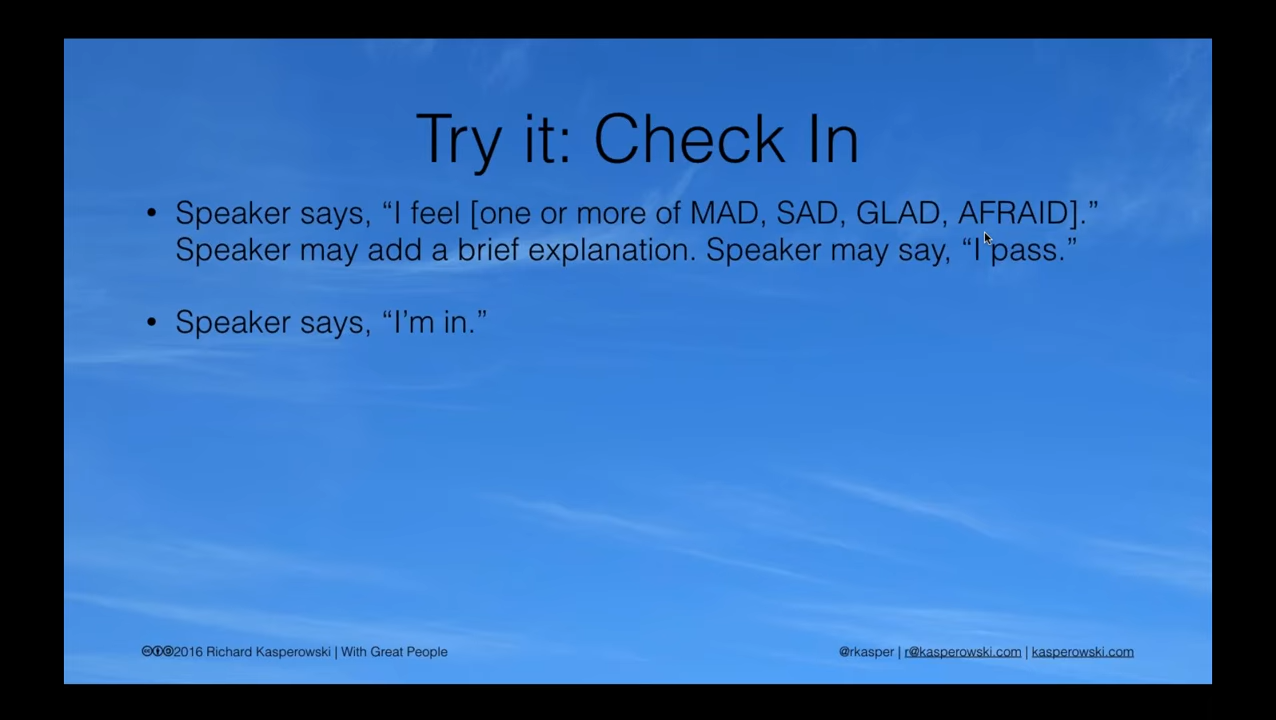 Try it: Check In
• Speaker says, “I feel [one or more of MAD, SAD, GLAD, AFRAID].”
Speaker may add a brief explanation. Speaker may say, “I pass.”
• Speaker says, “I’m in.”
2016 Richard Kasperowski | With Great People
@rkasper | r@kasperowski.com | kasperowski.com